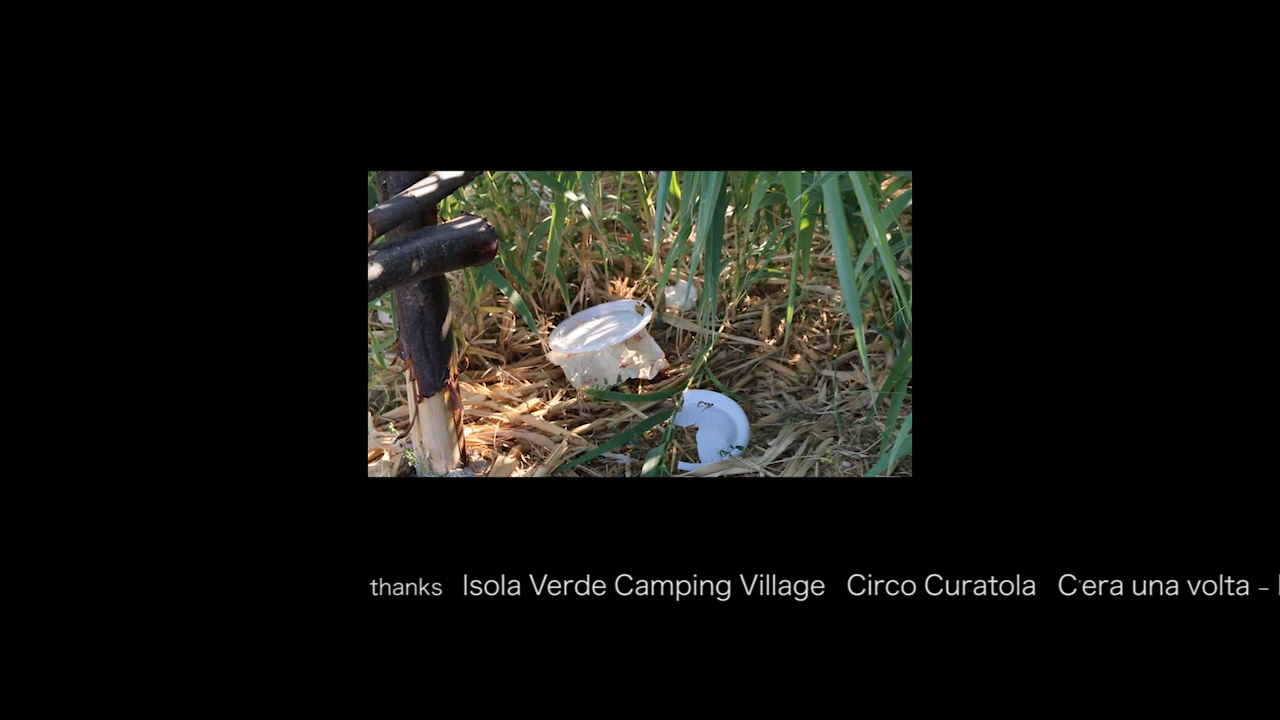 thanks Isola Verde Camping Village Circo Curatola C'era una volta –